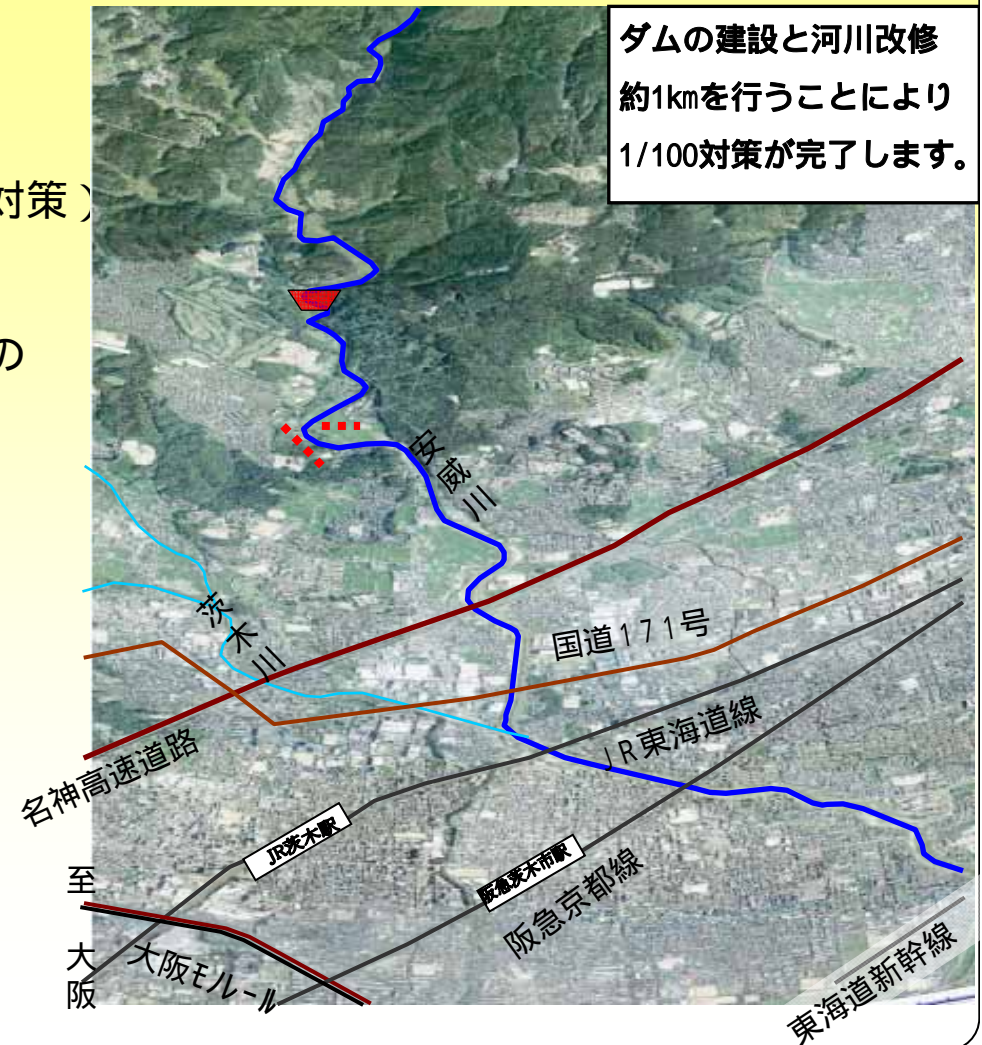 ダムの建設と河川改修
約1kmを行うことにより
1/100対策が完了します。
対策）
の
安威川
茨木川
国道171号
JR東海道線
名神高速道路
JR茨木駅
阪急茨木市駅
阪急京都線
至大阪
大阪モルール
東海道新幹線